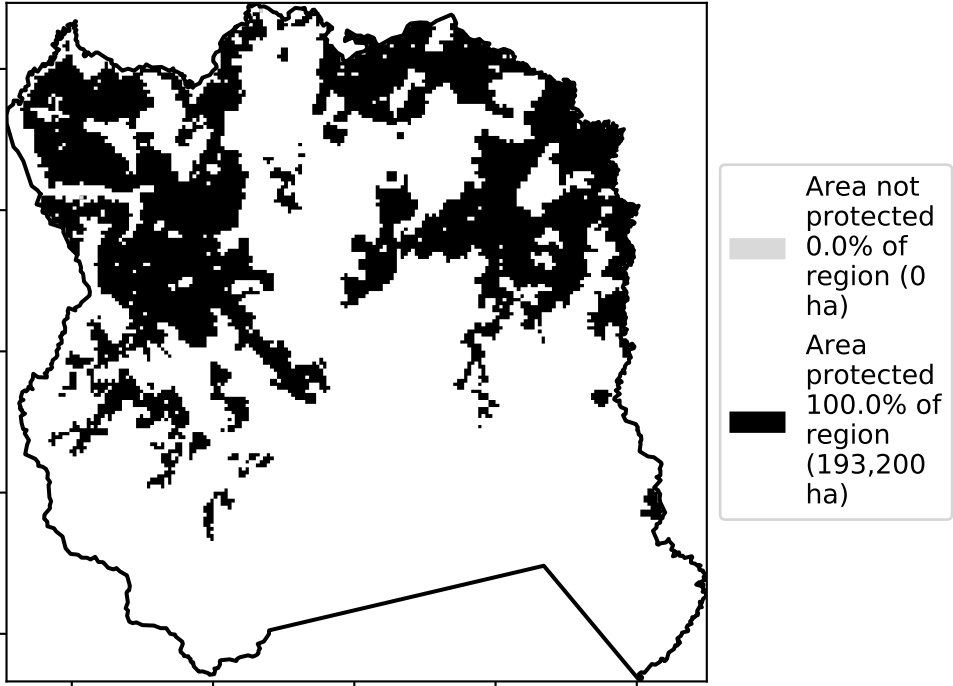 Area not
protected
0.0% of
region (0
ha)
Area
protected
100.0% of
region
(193,200
ha)